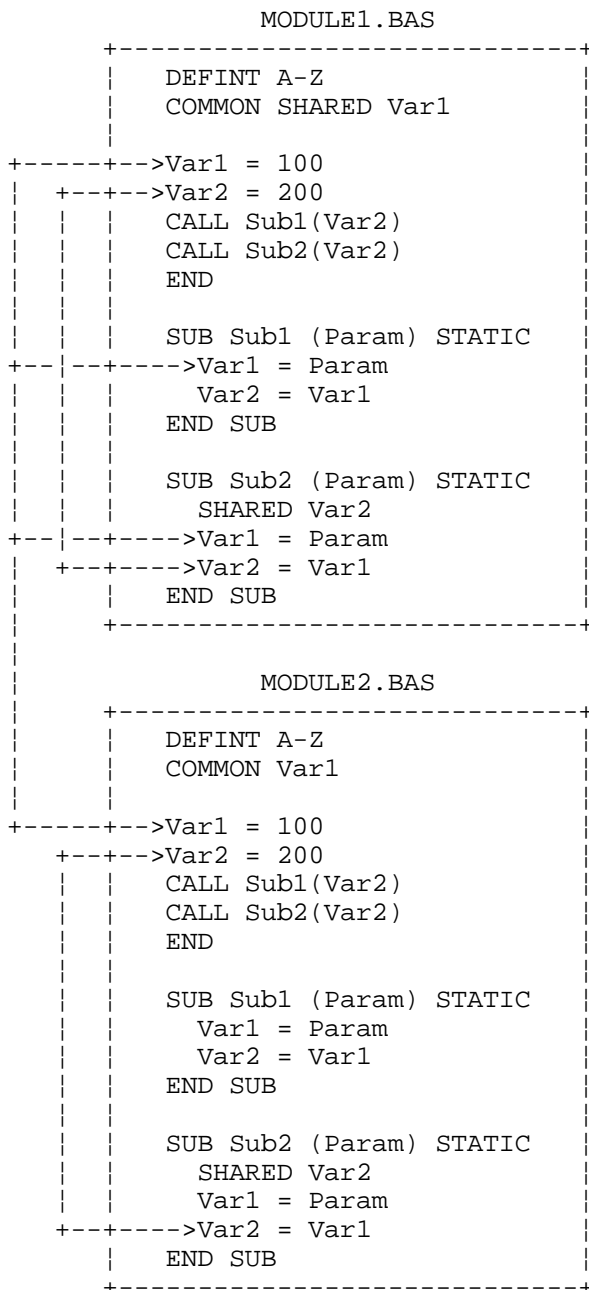 MODULE1.BAS
      +-----------------------------+
      ¦   DEFINT A-Z                ¦
      ¦   COMMON SHARED Var1        ¦
      ¦                             ¦
+-----+-->Var1 = 100                ¦
¦  +--+-->Var2 = 200                ¦
¦  ¦  ¦   CALL Sub1(Var2)           ¦
¦  ¦  ¦   CALL Sub2(Var2)           ¦
¦  ¦  ¦   END                       ¦
¦  ¦  ¦                             ¦
¦  ¦  ¦   SUB Sub1 (Param) STATIC   ¦
+--¦--+---->Var1 = Param            ¦
¦  ¦  ¦     Var2 = Var1             ¦
¦  ¦  ¦   END SUB                   ¦
¦  ¦  ¦                             ¦
¦  ¦  ¦   SUB Sub2 (Param) STATIC   ¦
¦  ¦  ¦     SHARED Var2             ¦
+--¦--+---->Var1 = Param            ¦
¦  +--+---->Var2 = Var1             ¦
¦     ¦   END SUB                   ¦
¦     +-----------------------------+
¦
¦               MODULE2.BAS
¦     +-----------------------------+
¦     ¦   DEFINT A-Z                ¦
¦     ¦   COMMON Var1               ¦
¦     ¦                             ¦
+-----+-->Var1 = 100                ¦
   +--+-->Var2 = 200                ¦
   ¦  ¦   CALL Sub1(Var2)           ¦
   ¦  ¦   CALL Sub2(Var2)           ¦
   ¦  ¦   END                       ¦
   ¦  ¦                             ¦
   ¦  ¦   SUB Sub1 (Param) STATIC   ¦
   ¦  ¦     Var1 = Param            ¦
   ¦  ¦     Var2 = Var1             ¦
   ¦  ¦   END SUB                   ¦
   ¦  ¦                             ¦
   ¦  ¦   SUB Sub2 (Param) STATIC   ¦
   ¦  ¦     SHARED Var2             ¦
   ¦  ¦     Var1 = Param            ¦
   +--+---->Var2 = Var1             ¦
      ¦   END SUB                   ¦
      +-----------------------------+